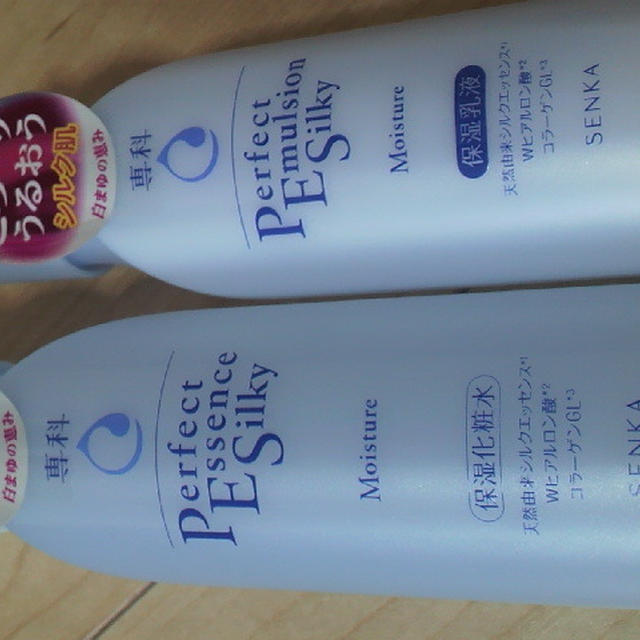 うるおう
シルク肌
白まゆの恵み
専科
Perfect
Emulsion
Silky
Moisture
保湿乳液
天然由来シルクエッセンス*1
Wヒアルロン酸*2
コラーゲンGL*3
SENKA
白まゆの恵み
専科
Perfect
Essence
Silky
Moisture
保湿化粧水
天然由来シルクエッセンス*1
Wヒアルロン酸*2
コラーゲンGL*3
SENKA